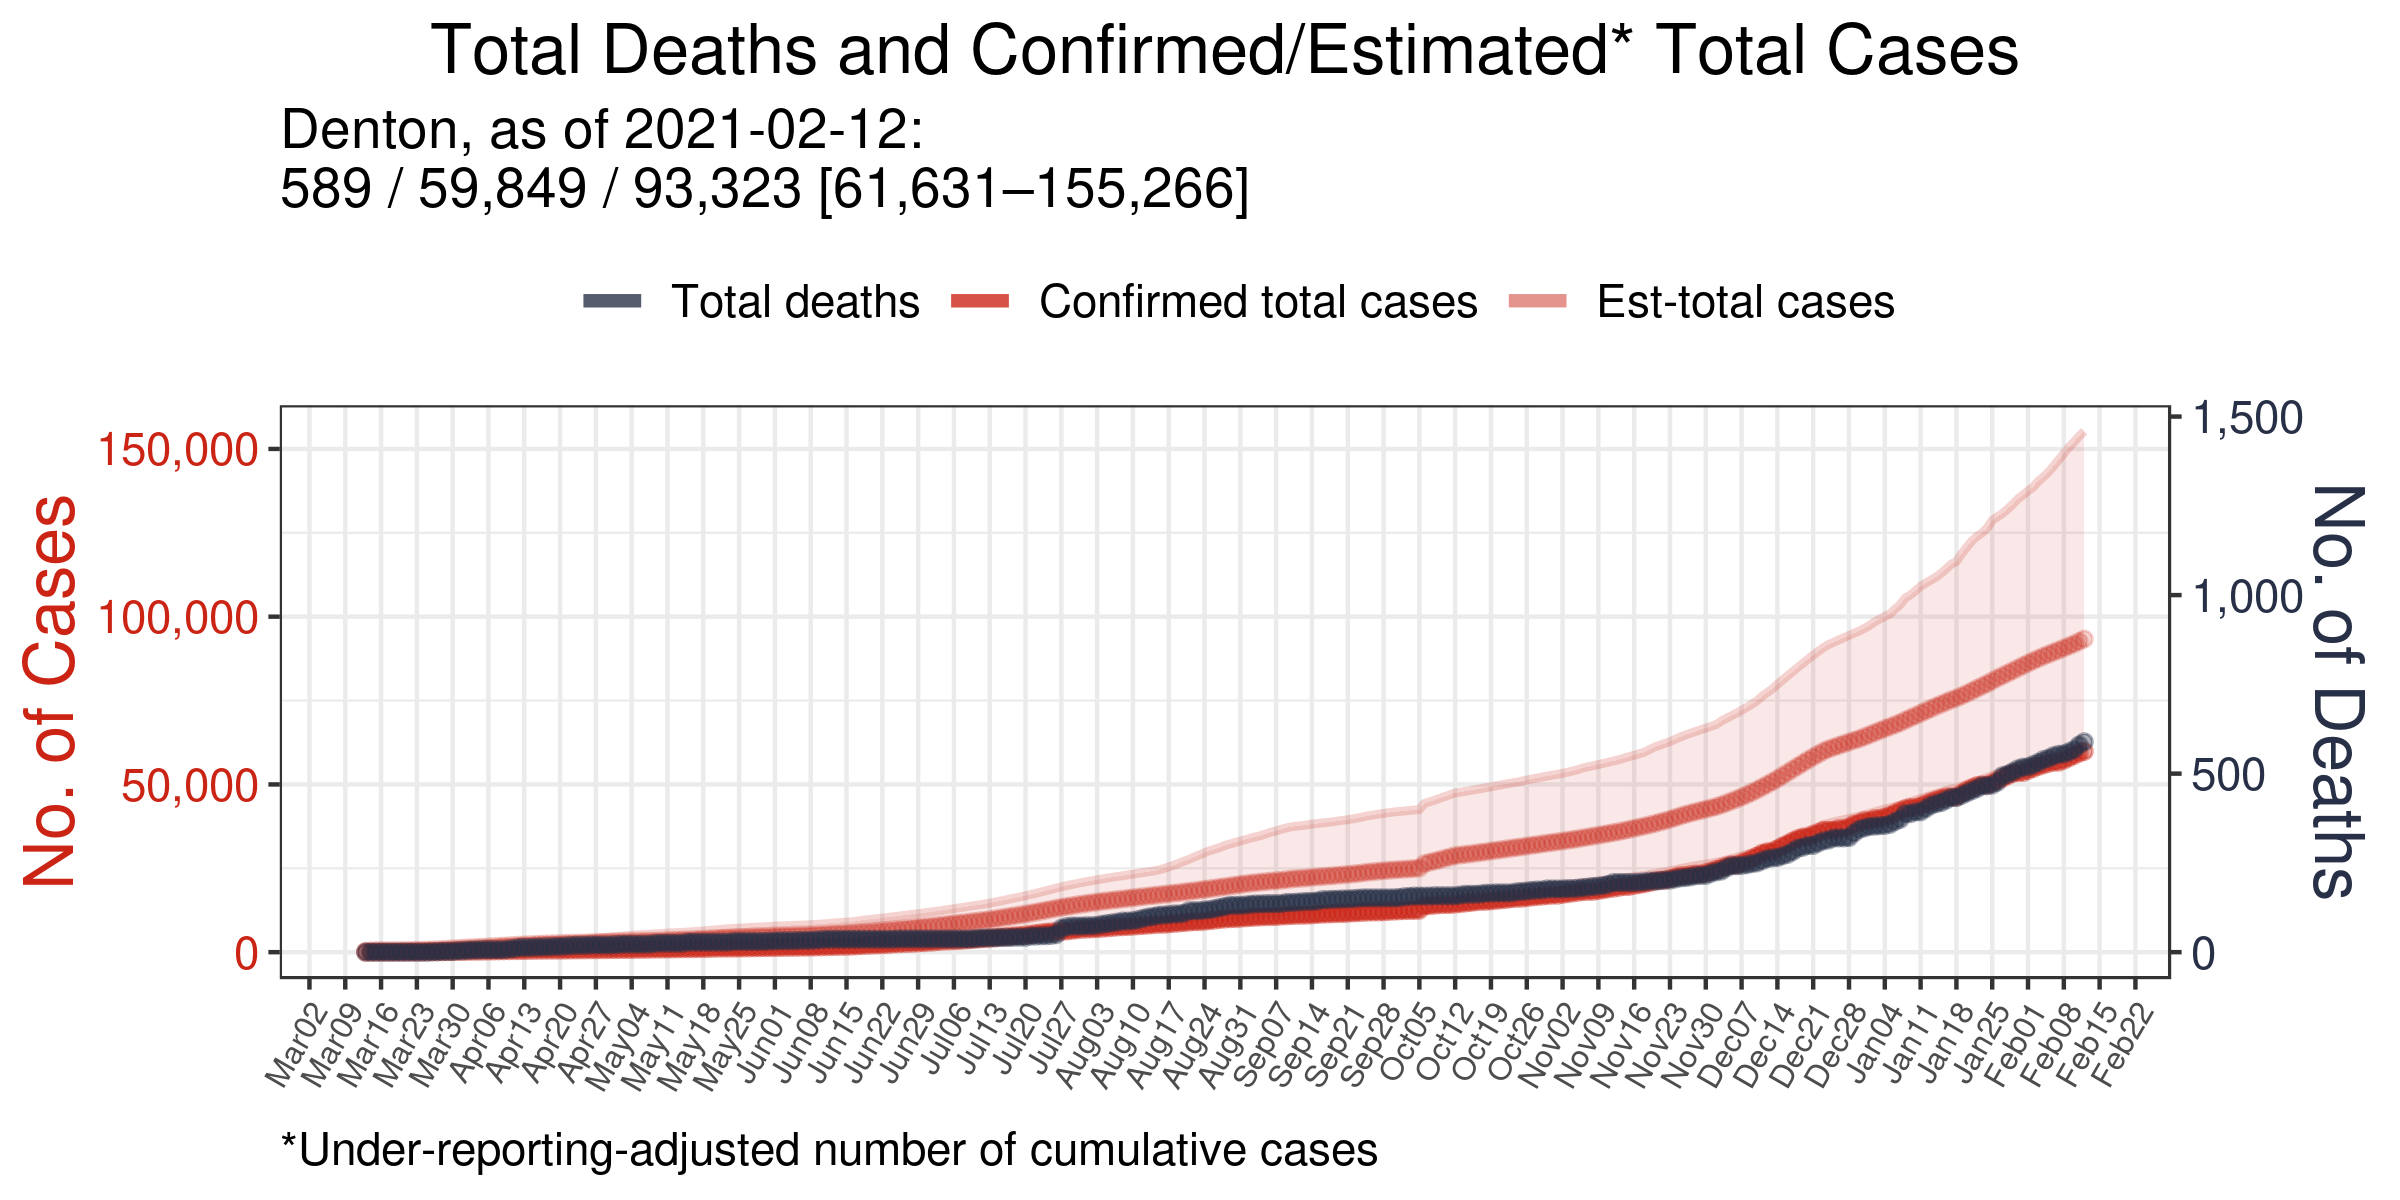 Total Deaths and Confirmed/Estimated* Total Cases
Denton, as of 2021-02-12:
589 / 59,849 / 93,323 [61,631–155,266]
Total deaths
Confirmed total cases
Est-total cases
No. of Cases
150,000
100,000
50,000
0
1,500
1,000
500
0
No. of Deaths
Mar02
Mar09
Mar16
Mar23
Mar30
Apr06
Apr13
Apr20
Apr27
May04
May11
May18
May25
Jun01
Jun08
Jun15
Jun22
Jun29
Jul06
Jul13
Jul20
Jul27
Aug03
Aug10
Aug17
Aug24
Aug31
Sep07
Sep14
Sep21
Sep28
Oct05
Oct12
Oct19
Oct26
Nov02
Nov09
Nov16
Nov23
Nov30
Dec07
Dec14
Dec21
Dec28
Jan04
Jan11
Jan18
Jan25
Feb01
Feb08
Feb15
Feb22
*Under-reporting-adjusted number of cumulative cases